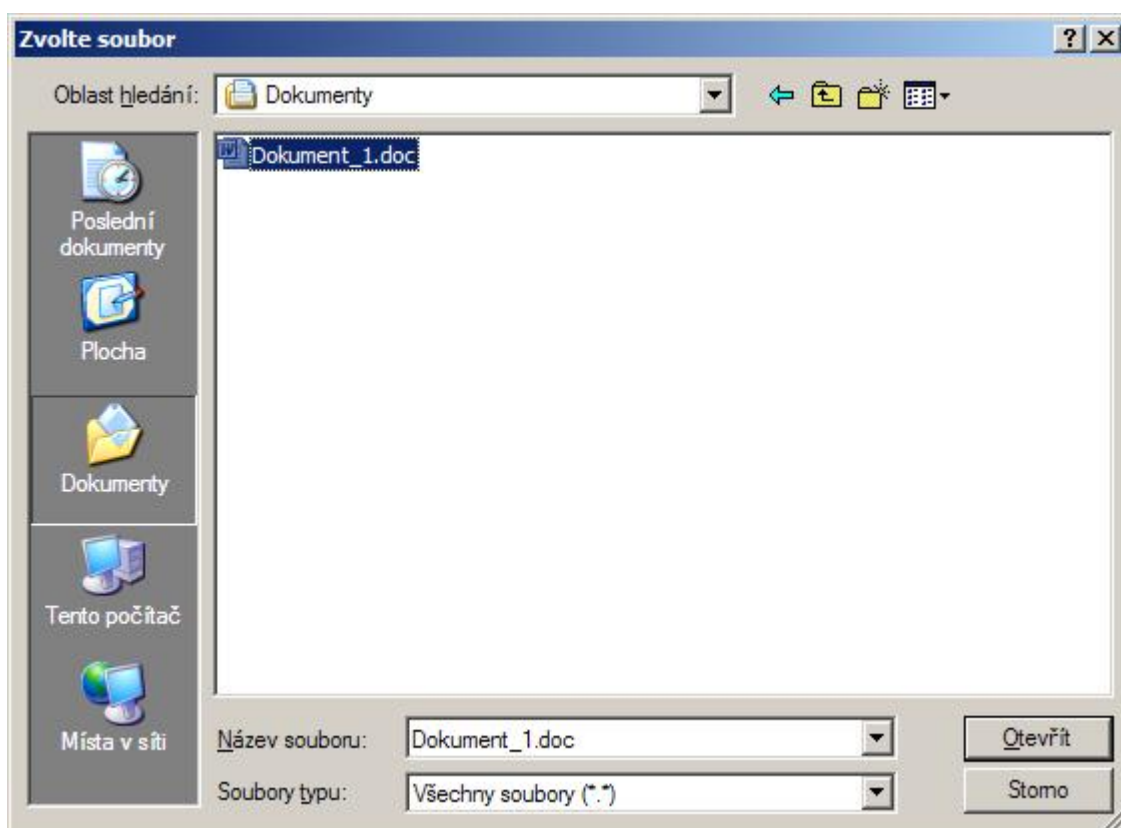 Zvolte soubor
Oblast hledání:
Dokumenty
Dokument_1.doc
Poslední
dokumenty
Plocha
Dokumenty
Tento počítač
Místa v síti
Název souboru:
Dokument_1.doc
Otevřít
Soubory typu:
Všechny soubory (*.*)
Storno